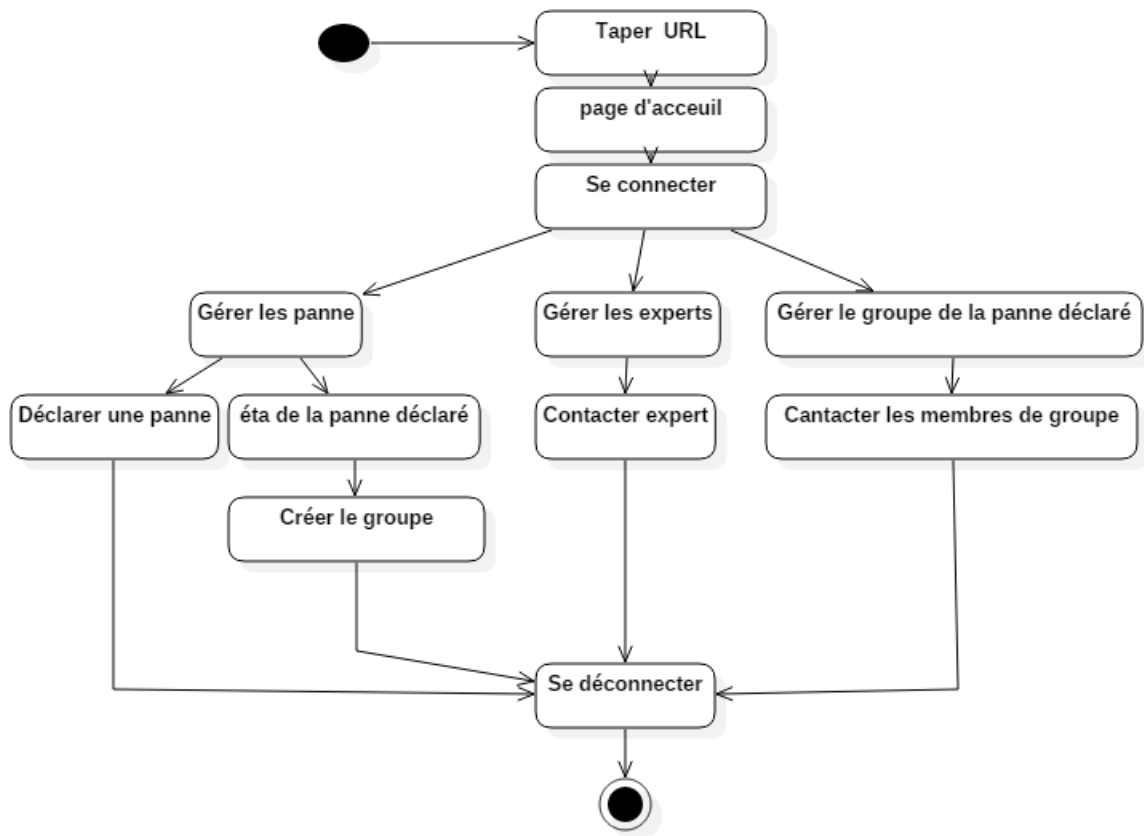 Taper URL
page d'acceuil
Se connecter
Gérer les panne
Gérer les experts
Gérer le groupe de la panne déclaré
Déclarer une panne
éta de la panne déclaré
Contacter expert
Cantacter les membres de groupe
Créer le groupe
Se déconnecter